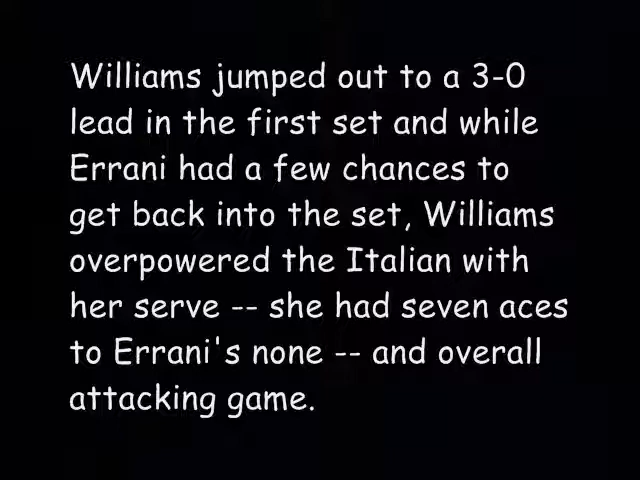 Williams jumped out to a 3-0
lead in the first set and while
Errani had a few chances to
get back into the set, Williams
overpowered the Italian with
her serve -- she had seven aces
to Errani's none -- and overall
attacking game.